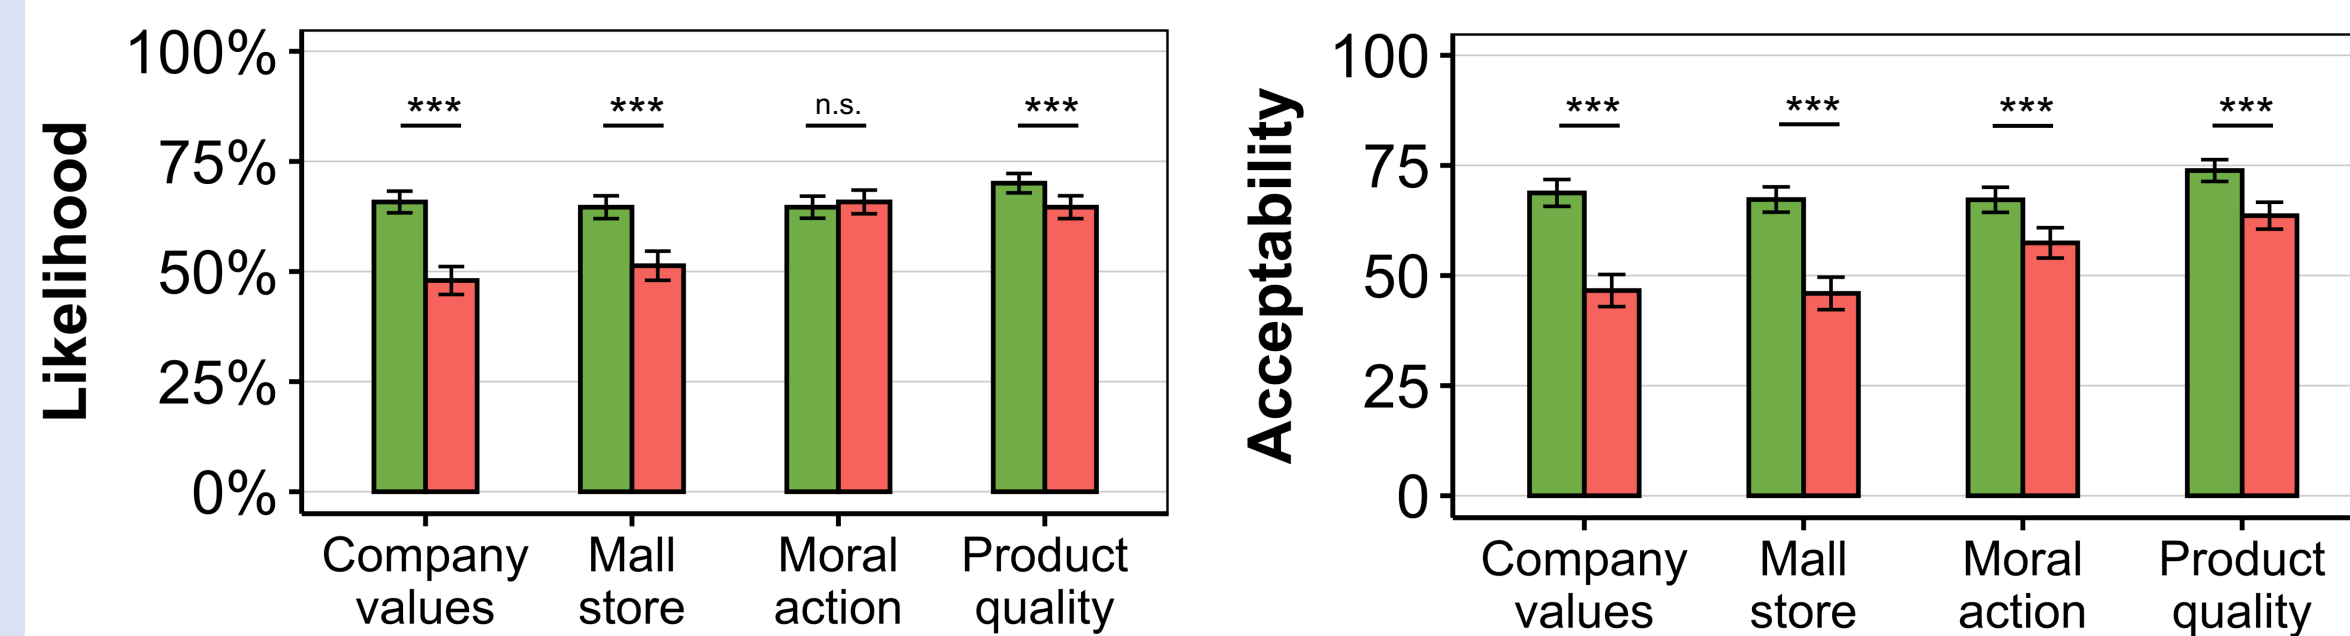 Likelihood
100%
75%
50%
25%
0%
***
***
n.s.
***
Company values
Mall store
Moral action
Product quality
Acceptability
100
75
50
25
0
***
***
***
***
Company values
Mall store
Moral action
Product quality